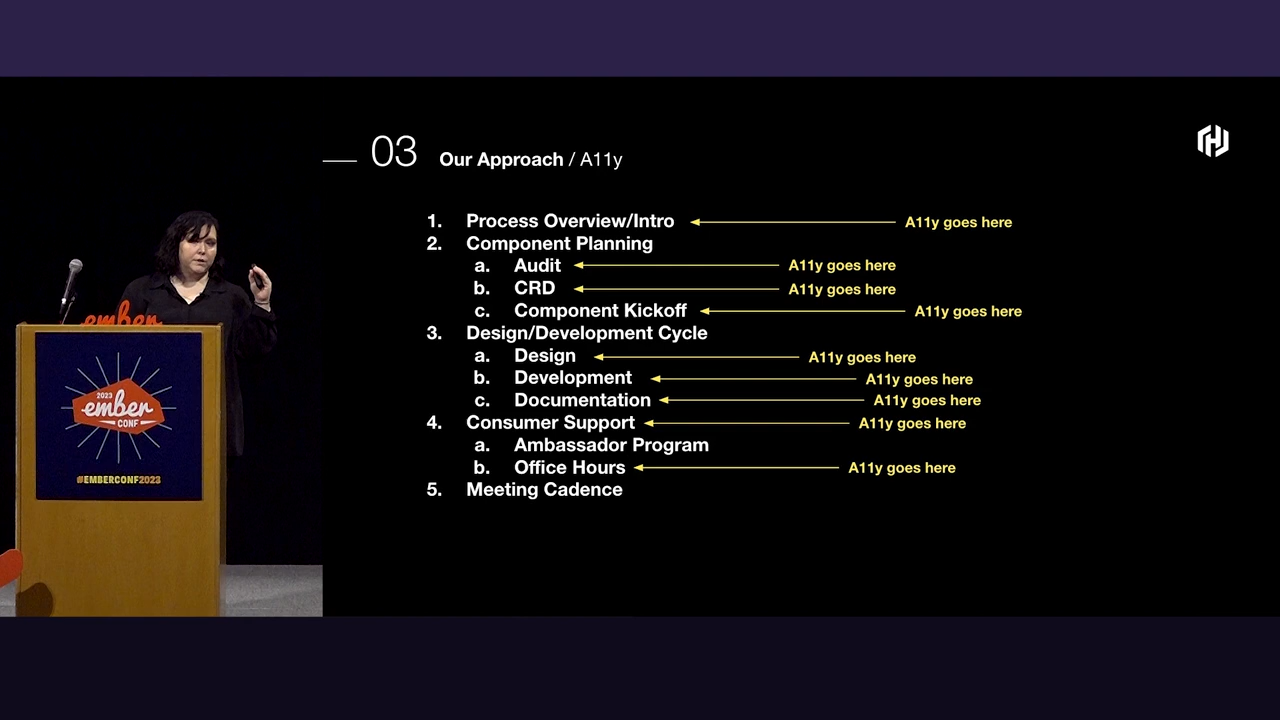 03 Our Approach / A11y
1. Process Overview/Intro A11y goes here
2. Component Planning
a. Audit A11y goes here
b. CRD A11y goes here
c. Component Kickoff A11y goes here
3. Design/Development Cycle
a. Design A11y goes here
b. Development A11y goes here
c. Documentation A11y goes here
4. Consumer Support A11y goes here
a. Ambassador Program
b. Office Hours A11y goes here
5. Meeting Cadence
ember
2023
ember
CONF
#EMBERCONF2023